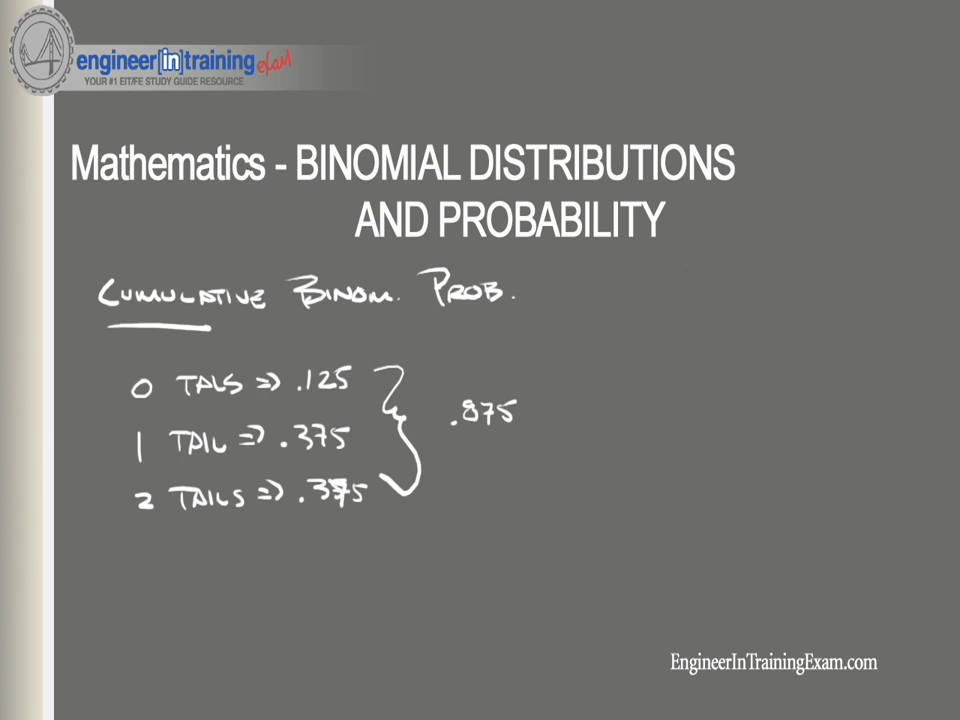 engineer[in]training exam
YOUR #1 EIT/FE STUDY GUIDE RESOURCE
Mathematics - BINOMIAL DISTRIBUTIONS
AND PROBABILITY
CUMULATIVE BINOM. PROB.
0 TALS => .125
1 TAIL => .375
2 TAILS => .375
.875
EngineerInTrainingExam.com